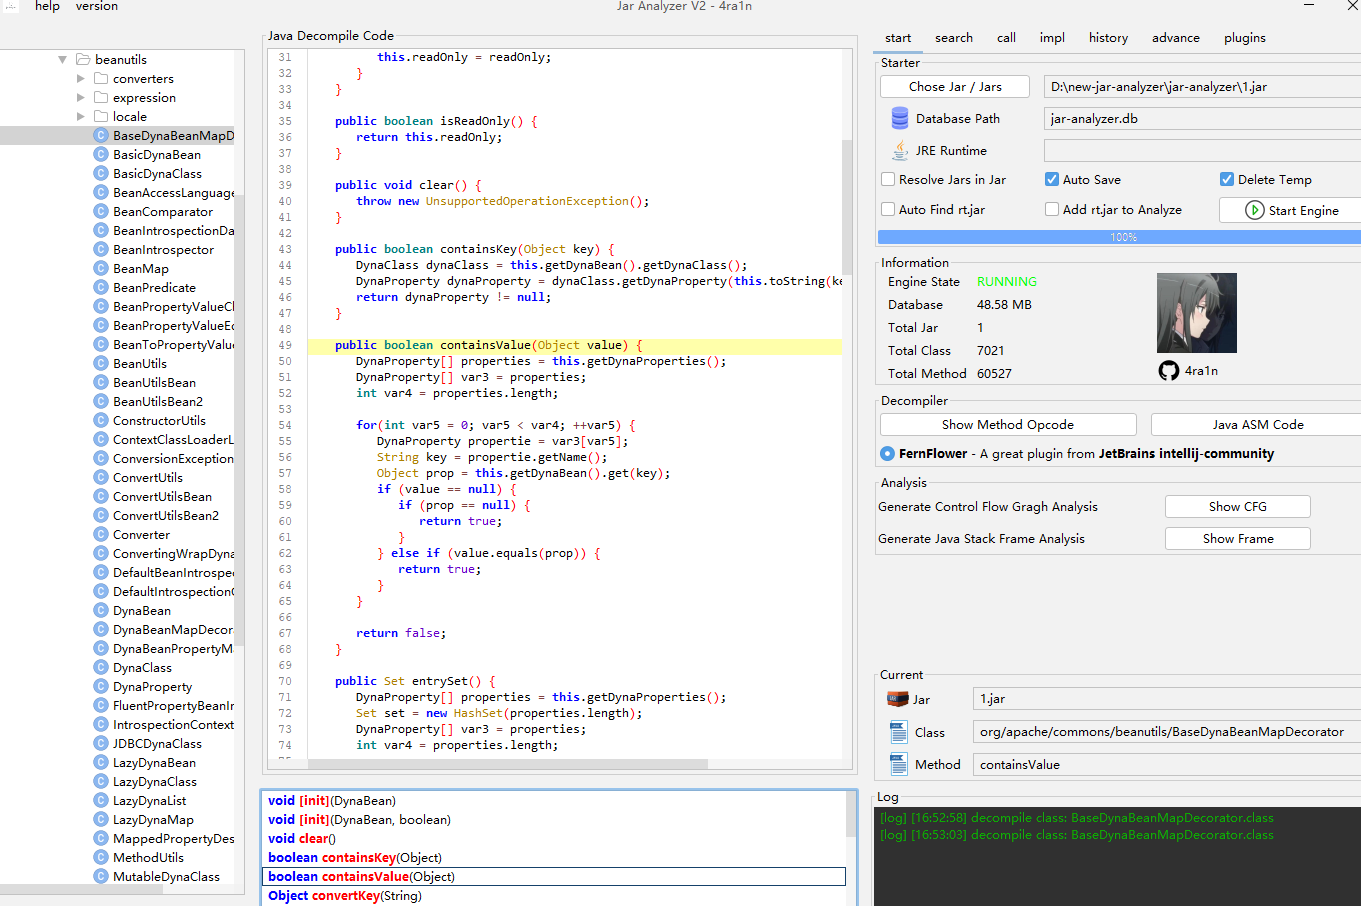 help version
Jar Analyzer V2 - 4ra1n
beanutils
converters
expression
locale
BaseDynaBeanMapD
BasicDynaBean
BasicDynaClass
BeanAccessLanguage
BeanComparator
BeanIntrospectionDa
BeanIntrospector
BeanMap
BeanPredicate
BeanPropertyValueCl
BeanPropertyValueEq
BeanToPropertyValue
BeanUtils
BeanUtilsBean
BeanUtilsBean2
ConstructorUtils
ContextClassLoaderL
ConversionException
ConvertUtils
ConvertUtilsBean
ConvertUtilsBean2
Converter
ConvertingWrapDyna
DefaultBeanIntrospec
DefaultIntrospectionC
DynaBean
DynaBeanMapDecor
DynaBeanPropertyMa
DynaClass
DynaProperty
FluentPropertyBeanIn
IntrospectionContext
JDBCDynaClass
LazyDynaBean
LazyDynaClass
LazyDynaList
LazyDynaMap
MappedPropertyDes
MethodUtils
MutableDynaClass
Java Decompile Code
31 this.readOnly = readOnly;
32 }
33 }
34
35 public boolean isReadOnly() {
36 return this.readOnly;
37 }
38
39 public void clear() {
40 throw new UnsupportedOperationException();
41 }
42
43 public boolean containsKey(Object key) {
44 DynaClass dynaClass = this.getDynaBean().getDynaClass();
45 DynaProperty dynaProperty = dynaClass.getDynaProperty(this.toString(ke
46 return dynaProperty != null;
47 }
48
49 public boolean containsValue(Object value) {
50 DynaProperty[] properties = this.getDynaProperties();
51 DynaProperty[] var3 = properties;
52 int var4 = properties.length;
53
54 for(int var5 = 0; var5 < var4; ++var5) {
55 DynaProperty propertie = var3[var5];
56 String key = propertie.getName();
57 Object prop = this.getDynaBean().get(key);
58 if (value == null) {
59 if (prop == null) {
60 return true;
61 }
62 } else if (value.equals(prop)) {
63 return true;
64 }
65 }
66
67 return false;
68 }
69
70 public Set entrySet() {
71 DynaProperty[] properties = this.getDynaProperties();
72 Set set = new HashSet(properties.length);
73 DynaProperty[] var3 = properties;
74 int var4 = properties.length;
void [init](DynaBean)
void [init](DynaBean, boolean)
void clear()
boolean containsKey(Object)
boolean containsValue(Object)
Object convertKey(String)
start search call impl history advance plugins
Starter
Chose Jar / Jars D:\new-jar-analyzer\jar-analyzer\1.jar
Database Path jar-analyzer.db
JRE Runtime
Resolve Jars in Jar Auto Save Delete Temp
Auto Find rt.jar Add rt.jar to Analyze Start Engine
100%
Information
Engine State RUNNING
Database 48.58 MB
Total Jar 1
Total Class 7021
Total Method 60527
4ra1n
Decompiler
Show Method Opcode Java ASM Code
FernFlower - A great plugin from JetBrains intellij-community
Analysis
Generate Control Flow Gragh Analysis Show CFG
Generate Java Stack Frame Analysis Show Frame
Current
Jar 1.jar
Class org/apache/commons/beanutils/BaseDynaBeanMapDecorator
Method containsValue
Log
[log] [16:52:58] decompile class: BaseDynaBeanMapDecorator.class
[log] [16:53:03] decompile class: BaseDynaBeanMapDecorator.class